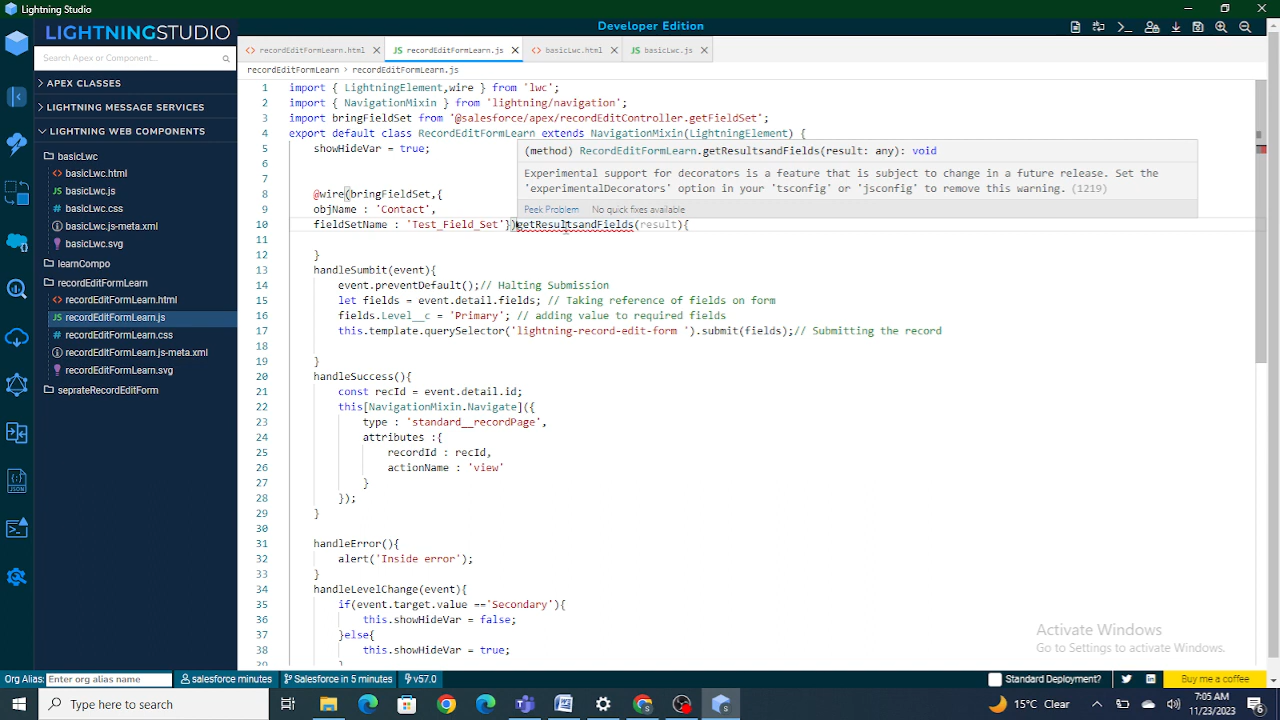 Lightning Studio
LIGHTNINGSTUDIO
Developer Edition
Search Apex or Component...
APEX CLASSES
LIGHTNING MESSAGE SERVICES
LIGHTNING WEB COMPONENTS
basicLwc
basicLwc.html
basicLwc.js
basicLwc.css
basicLwc.js-meta.xml
basicLwc.svg
learnCompo
recordEditFormLearn
recordEditFormLearn.html
recordEditFormLearn.js
recordEditFormLearn.css
recordEditFormLearn.js-meta.xml
recordEditFormLearn.svg
seprateRecordEditForm
recordEditFormLearn.html JS recordEditFormLearn.js basicLwc.html JS basicLwc.js
recordEditFormLearn > recordEditFormLearn.js
1 import { LightningElement,wire } from 'lwc';
2 import { NavigationMixin } from 'lightning/navigation';
3 import bringFieldSet from '@salesforce/apex/recordEditController.getFieldSet';
4 export default class RecordEditFormLearn extends NavigationMixin(LightningElement) {
5 showHideVar = true;
(method) RecordEditFormLearn.getResultsandFields(result: any): void
Experimental support for decorators is a feature that is subject to change in a future release. Set the
'experimentalDecorators' option in your 'tsconfig' or 'jsconfig' to remove this warning. (1219)
Peek Problem No quick fixes available
6
7
8 @wire(bringFieldSet,{
9 objName : 'Contact',
10 fieldSetName : 'Test_Field_Set'})getResultsandFields(result){
11
12 }
13 handleSumbit(event){
14 event.preventDefault();// Halting Submission
15 let fields = event.detail.fields; // Taking reference of fields on form
16 fields.Level__c = 'Primary'; // adding value to required fields
17 this.template.querySelector('lightning-record-edit-form ').submit(fields);// Submitting the record
18
19 }
20 handleSuccess(){
21 const recId = event.detail.id;
22 this[NavigationMixin.Navigate]({
23 type : 'standard__recordPage',
24 attributes :{
25 recordId : recId,
26 actionName : 'view'
27 }
28 });
29 }
30
31 handleError(){
32 alert('Inside error');
33 }
34 handleLevelChange(event){
35 if(event.target.value =='Secondary'){
36 this.showHideVar = false;
37 }else{
38 this.showHideVar = true;
39 }
Activate Windows
Go to Settings to activate Windows.
Org Alias: Enter org alias name salesforce minutes Salesforce in 5 minutes v57.0 Standard Deployment? Buy me a coffee
Type here to search
15°C Clear
7:05 AM
11/23/2023
6